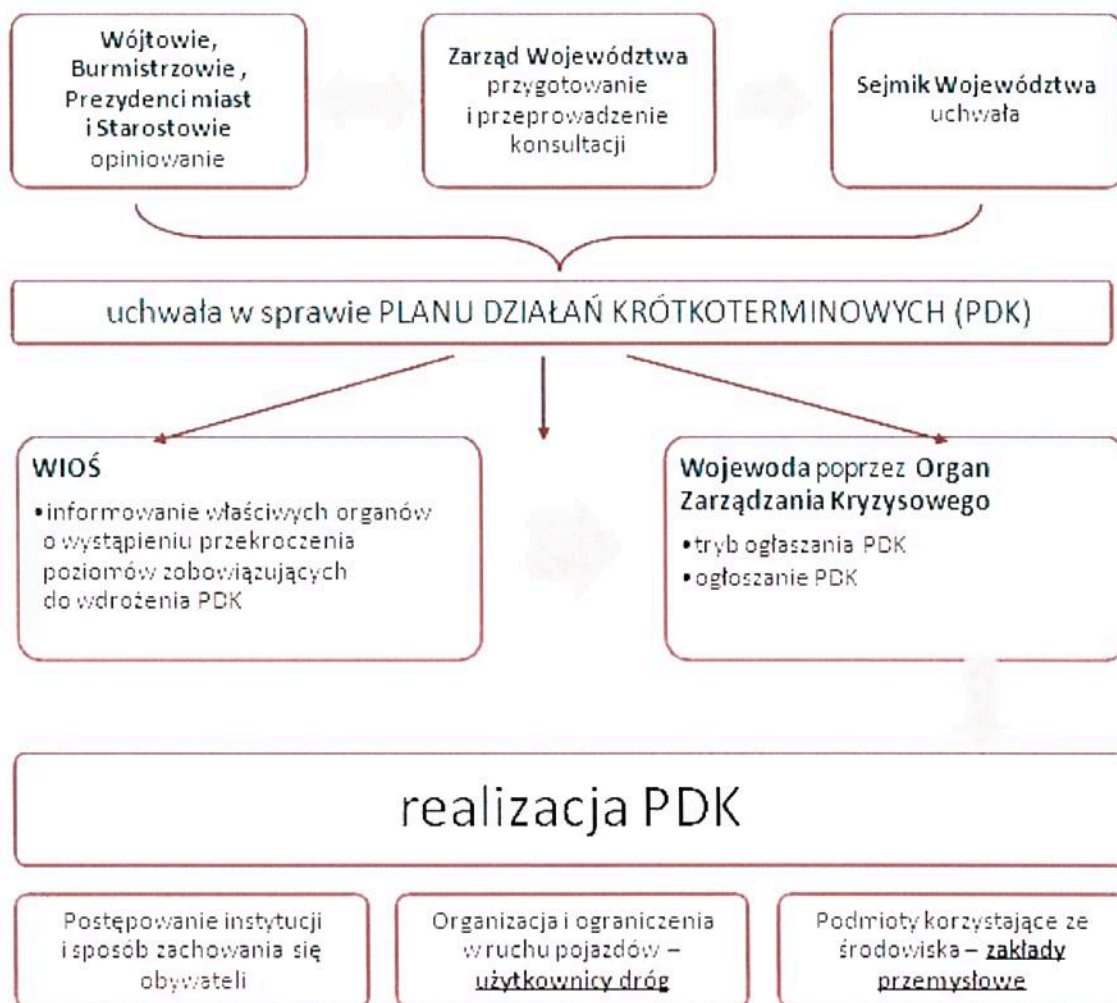 Wójtowie,
Burmistrzowie ,
Prezydenci miast
i Starostowie
opiniowanie
Zarząd Województwa
przygotowanie
i przeprowadzenie
konsultacji
Sejmik Województwa
uchwała
uchwała w sprawie PLANU DZIAŁAŃ KRÓTKOTERMINOWYCH (PDK)
WIOŚ
•informowanie właściwych organów
o wystąpieniu przekroczenia
poziomów zobowiązujących
do wdrożenia PDK
Wojewoda poprzez Organ
Zarządzania Kryzysowego
•tryb ogłaszania PDK
•ogłoszanie PDK
realizacja PDK
Postępowanie instytucji
i sposób zachowania się
obywateli
Organizacja i ograniczenia
w ruchu pojazdów –
użytkownicy dróg
Podmioty korzystające ze
środowiska – zakłady
przemysłowe